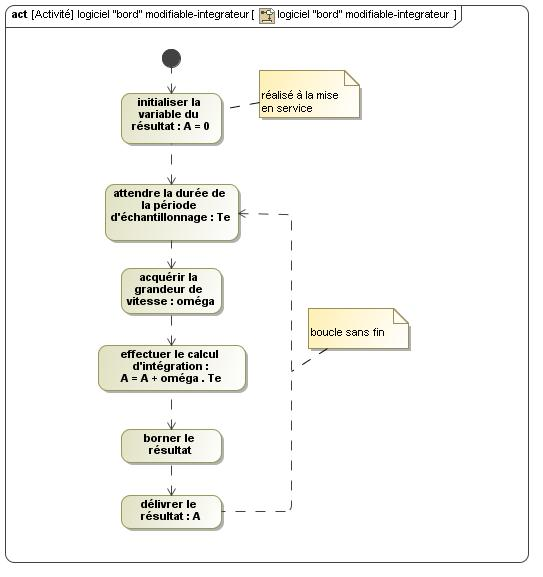 act [Activité] logiciel "bord" modifiable-integrateur [ logiciel "bord" modifiable-integrateur ]
initialiser la
variable du
résultat : A = 0
réalisé à la mise
en service
attendre la durée de
la période
d'échantillonnage : Te
acquérir la
grandeur de
vitesse : oméga
boucle sans fin
effectuer le calcul
d'intégration :
A = A + oméga . Te
borner le
résultat
délivrer le
résultat : A